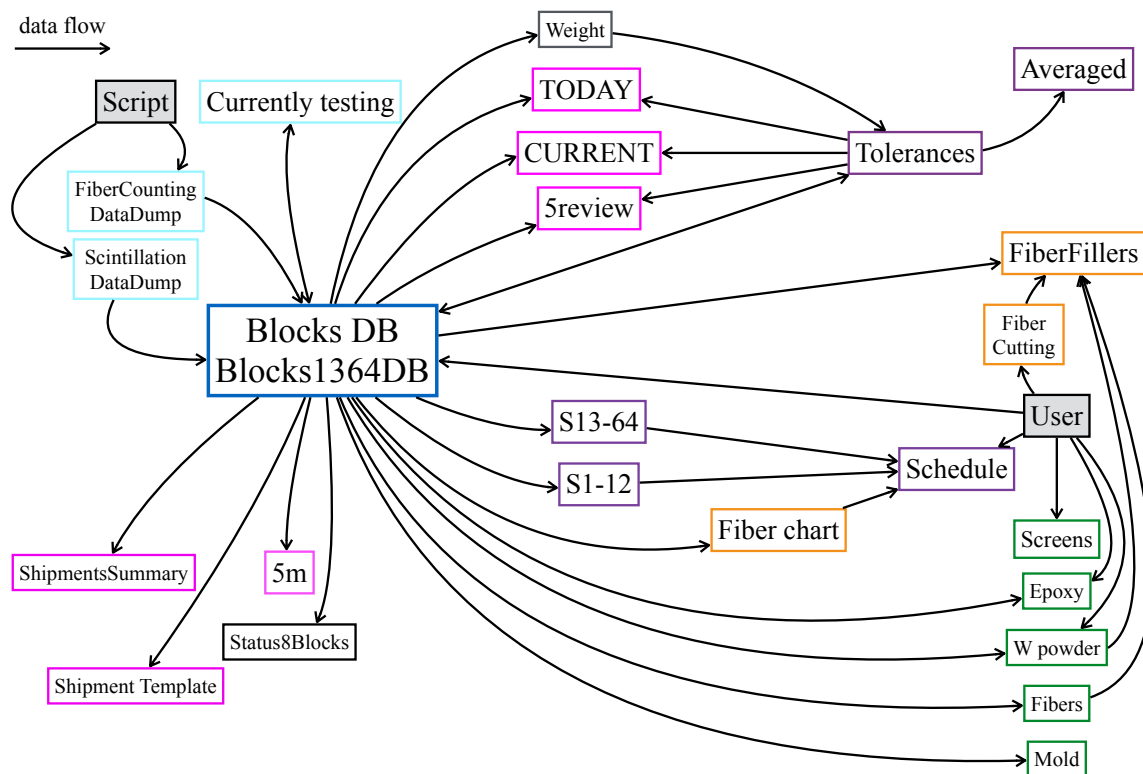 data flow
Weight
Averaged
Script
Currently testing
TODAY
CURRENT
Tolerances
FiberCounting
DataDump
5review
Scintillation
DataDump
FiberFillers
Blocks DB
Blocks1364DB
Fiber
Cutting
S13-64
User
S1-12
Schedule
Fiber chart
Screens
ShipmentsSummary
5m
Epoxy
Status8Blocks
W powder
Shipment Template
Fibers
Mold